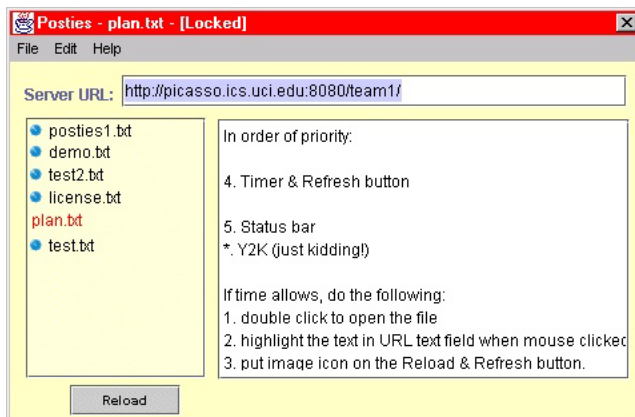 Posties - plan.txt - [Locked]
File Edit Help
Server URL: http://picasso.ics.uci.edu:8080/team1/
posties1.txt
demo.txt
test2.txt
license.txt
plan.txt
test.txt
In order of priority:
4. Timer & Refresh button
5. Status bar
*. Y2K (just kidding!)
If time allows, do the following:
1. double click to open the file
2. highlight the text in URL text field when mouse clicked
3. put image icon on the Reload & Refresh button.
Reload